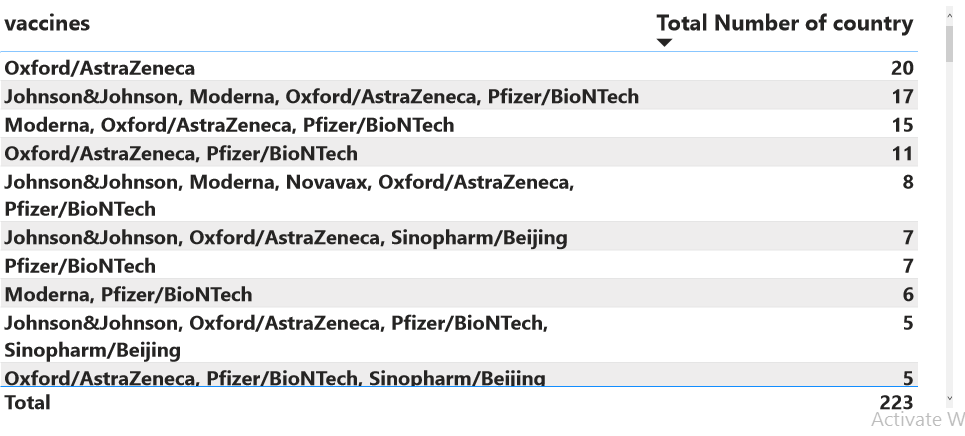 vaccines Total Number of country
Oxford/AstraZeneca 20
Johnson&Johnson, Moderna, Oxford/AstraZeneca, Pfizer/BioNTech 17
Moderna, Oxford/AstraZeneca, Pfizer/BioNTech 15
Oxford/AstraZeneca, Pfizer/BioNTech 11
Johnson&Johnson, Moderna, Novavax, Oxford/AstraZeneca, 8
Pfizer/BioNTech
Johnson&Johnson, Oxford/AstraZeneca, Sinopharm/Beijing 7
Pfizer/BioNTech 7
Moderna, Pfizer/BioNTech 6
Johnson&Johnson, Oxford/AstraZeneca, Pfizer/BioNTech, 5
Sinopharm/Beijing
Oxford/AstraZeneca, Pfizer/BioNTech, Sinopharm/Beijing 5
Total 223
Activate W